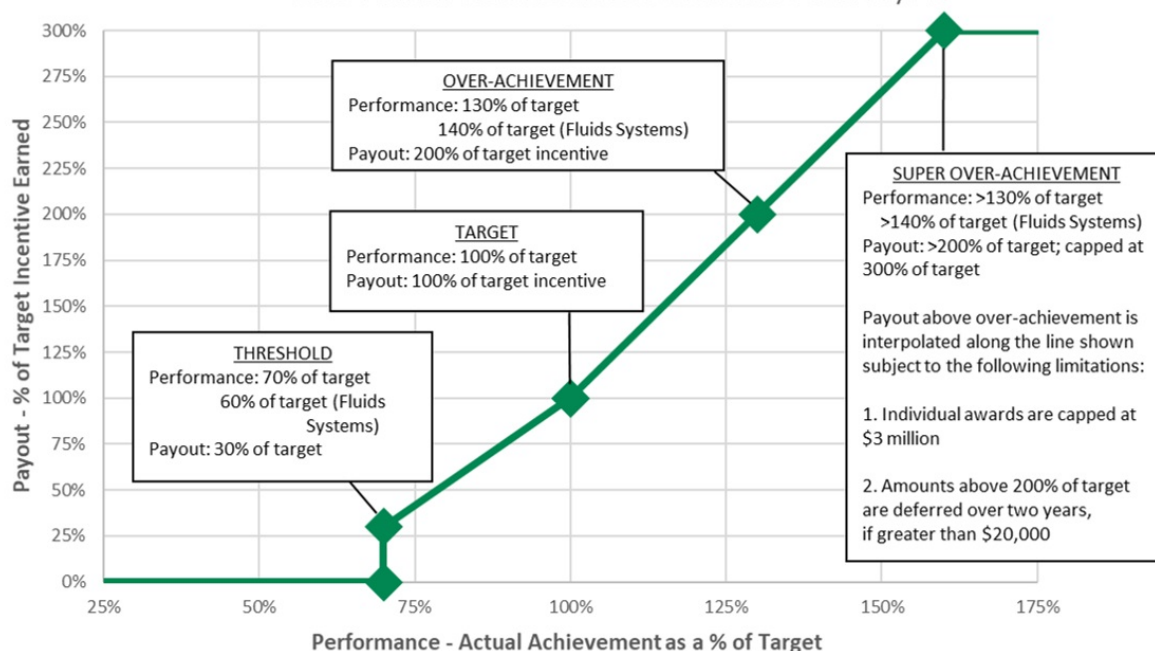 300%
275%
250%
225%
200%
175%
150%
125%
100%
75%
50%
25%
0%
Payout - % of Target Incentive Earned
OVER-ACHIEVEMENT
Performance: 130% of target
140% of target (Fluids Systems)
Payout: 200% of target incentive
TARGET
Performance: 100% of target
Payout: 100% of target incentive
THRESHOLD
Performance: 70% of target
60% of target (Fluids
Systems)
Payout: 30% of target
SUPER OVER-ACHIEVEMENT
Performance: >130% of target
>140% of target (Fluids Systems)
Payout: >200% of target; capped at
300% of target
Payout above over-achievement is
interpolated along the line shown
subject to the following limitations:
1. Individual awards are capped at
$3 million
2. Amounts above 200% of target
are deferred over two years,
if greater than $20,000
25% 50% 75% 100% 125% 150% 175%
Performance - Actual Achievement as a % of Target